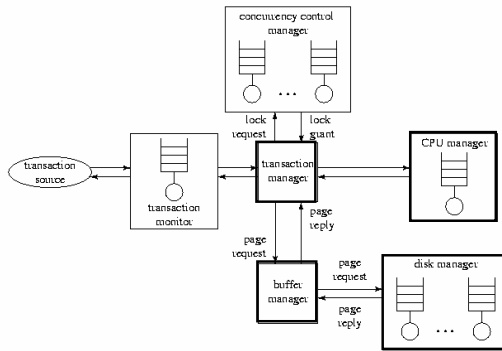 concurrency control
manager
...
lock
request
lock
grant
CPU manager
transaction
source
transaction
manager
transaction
monitor
page
request
page
reply
disk manager
page
request
buffer
manager
page
reply
...